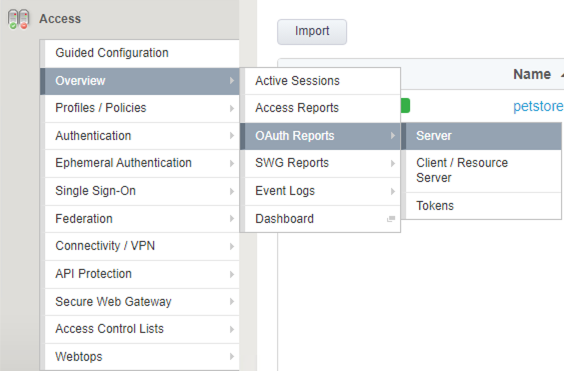 Access
Guided Configuration
Overview
Profiles / Policies
Authentication
Ephemeral Authentication
Single Sign-On
Federation
Connectivity / VPN
API Protection
Secure Web Gateway
Access Control Lists
Webtops
Active Sessions
Access Reports
OAuth Reports
SWG Reports
Event Logs
Dashboard
Server
Client / Resource
Server
Tokens
Import
Name
petstore